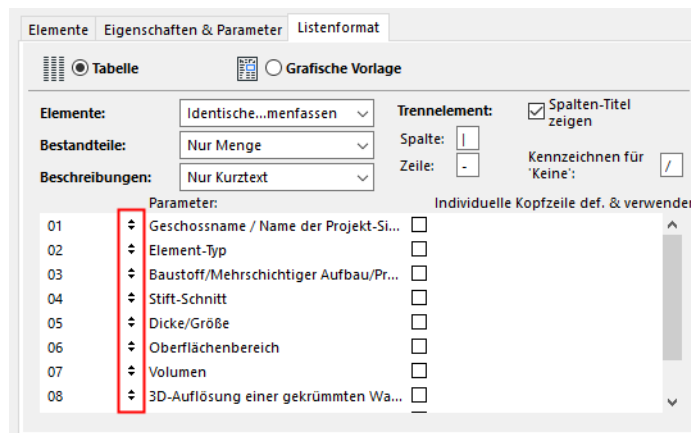 Elemente Eigenschaften & Parameter Listenformat
Tabelle Grafische Vorlage
Elemente: Identische...menfassen Trennelement: Spalten-Titel zeigen
Bestandteile: Nur Menge Spalte: |
Beschreibungen: Nur Kurztext Zeile: - Kennzeichnen für 'Keine': /
Parameter: Individuelle Kopfzeile def. & verwenden
01 Geschossname / Name der Projekt-Si...
02 Element-Typ
03 Baustoff/Mehrschichtiger Aufbau/Pr...
04 Stift-Schnitt
05 Dicke/Größe
06 Oberflächenbereich
07 Volumen
08 3D-Auflösung einer gekrümmten Wa...